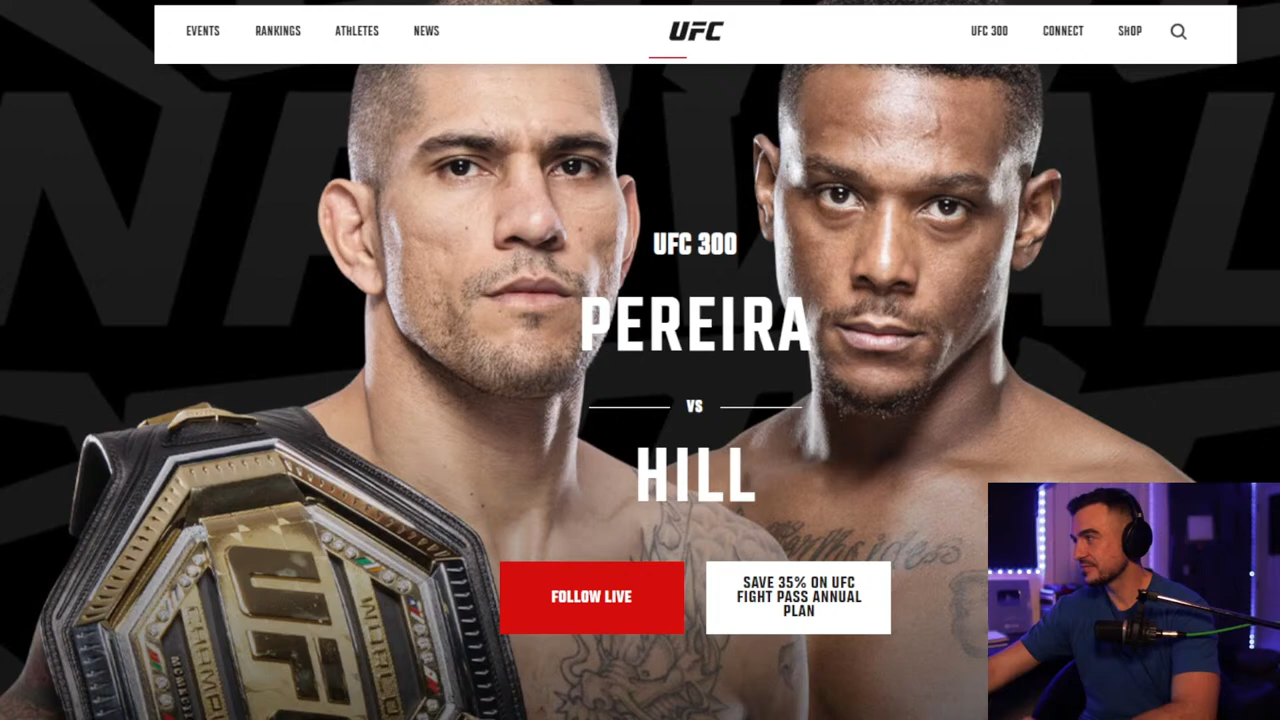 EVENTS RANKINGS ATHLETES NEWS UFC UFC 300 CONNECT SHOP
UFC 300
PEREIRA
VS
HILL
FOLLOW LIVE
SAVE 35% ON UFC
FIGHT PASS ANNUAL
PLAN
UFC